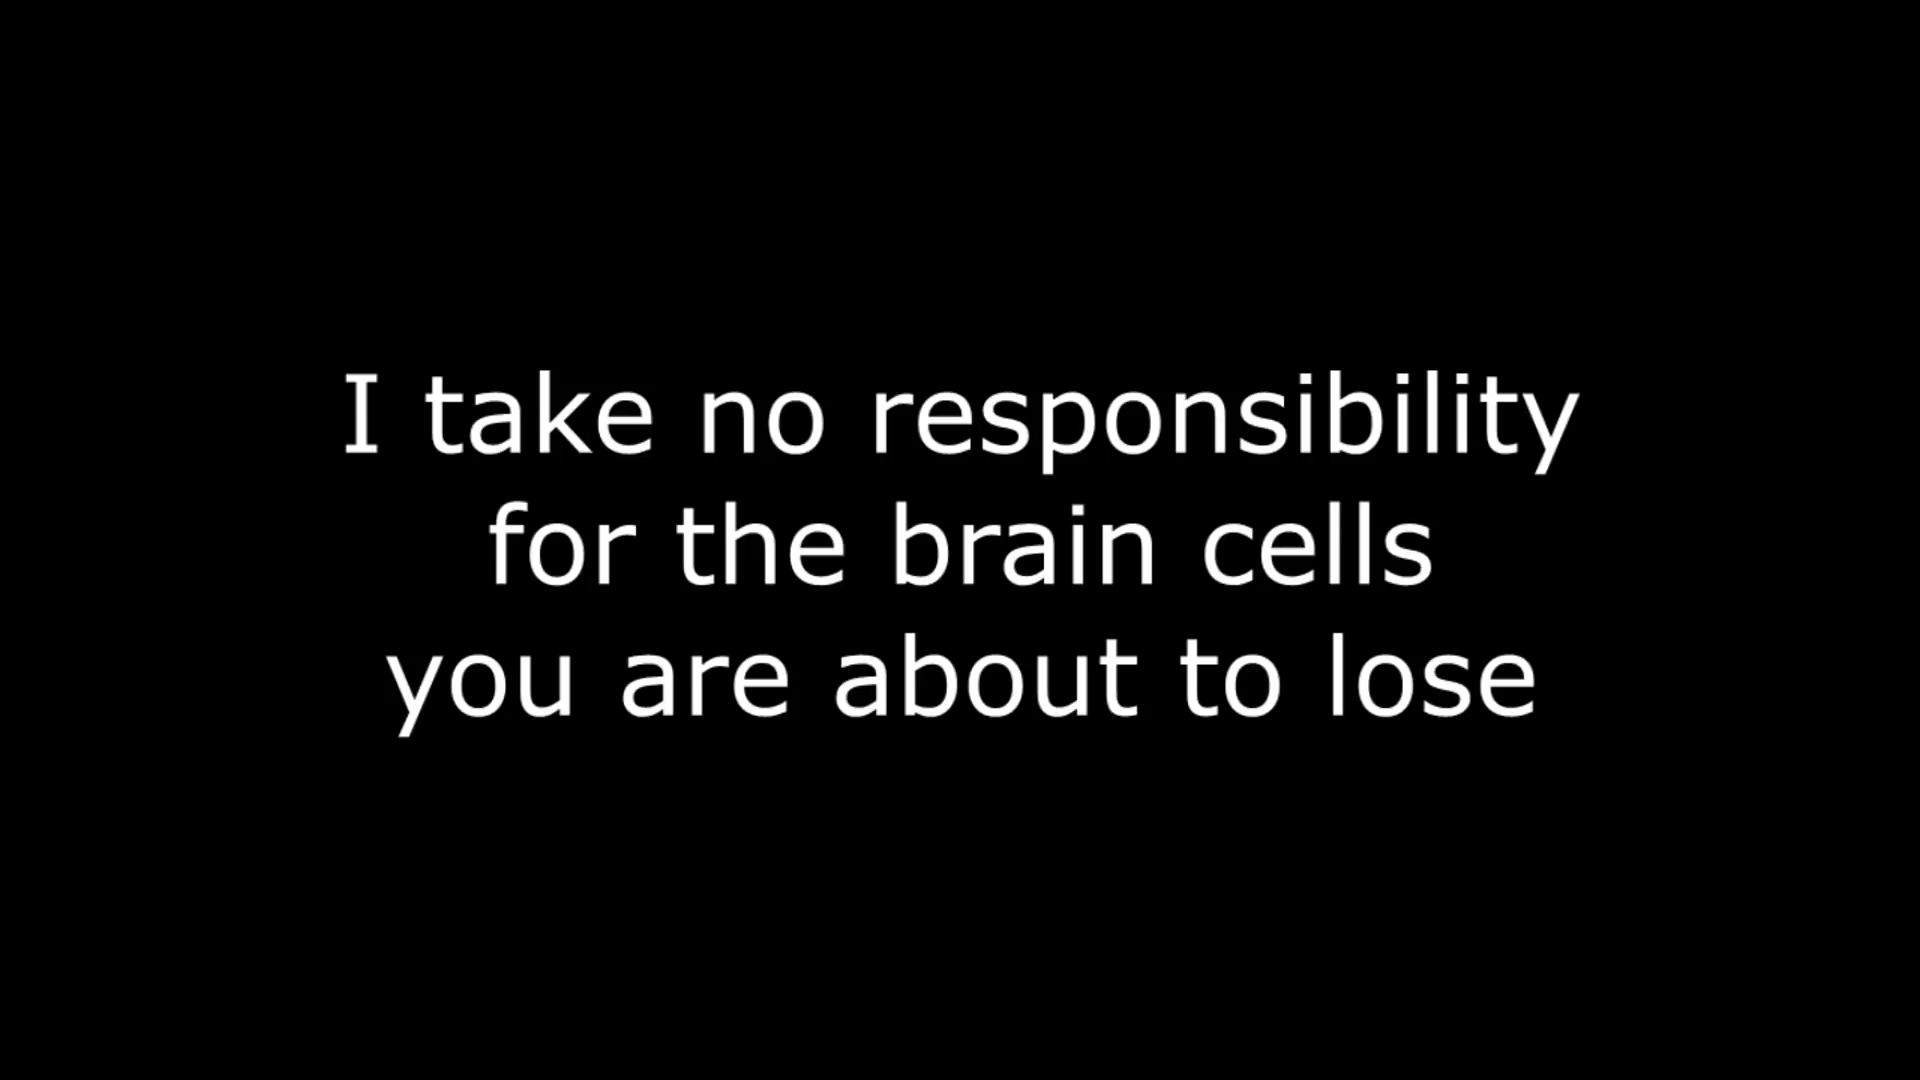 I take no responsibility
for the brain cells
you are about to lose